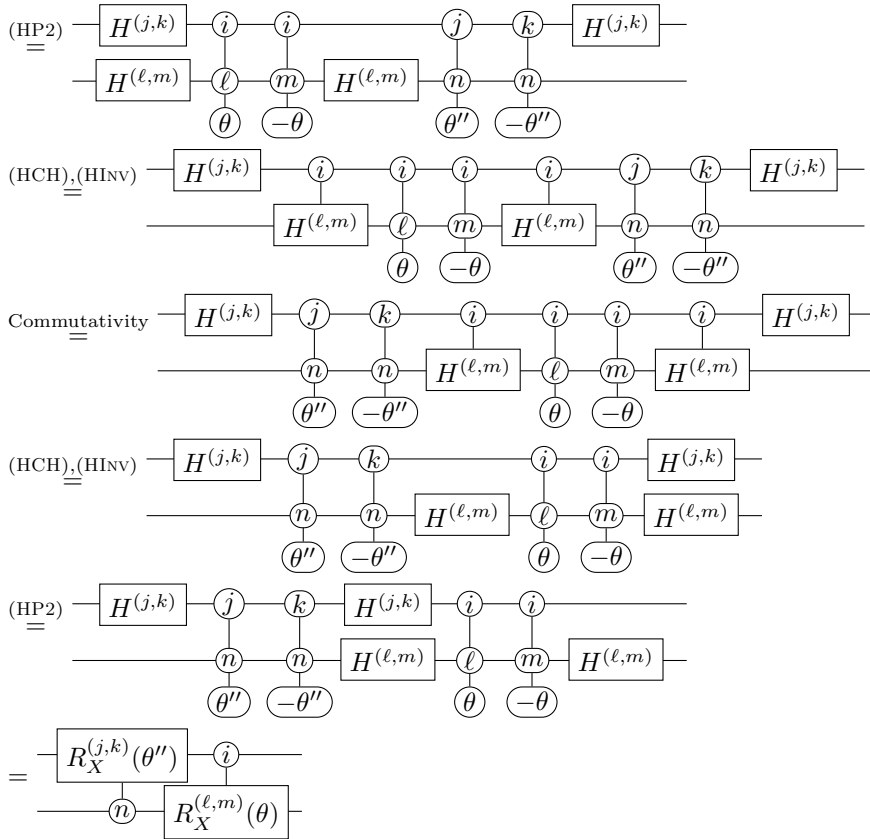 (HP2) = H^{(j,k)} i i j k H^{(j,k)}
H^{(ℓ,m)} ℓ m H^{(ℓ,m)} n n
θ −θ θ'' −θ''
(HCH),(HINV) = H^{(j,k)} i i i i j k H^{(j,k)}
H^{(ℓ,m)} ℓ m H^{(ℓ,m)} n n
θ −θ θ'' −θ''
Commutativity = H^{(j,k)} j k i i i i H^{(j,k)}
n n H^{(ℓ,m)} ℓ m H^{(ℓ,m)}
θ'' −θ'' θ −θ
(HCH),(HINV) = H^{(j,k)} j k i i H^{(j,k)}
n n H^{(ℓ,m)} ℓ m H^{(ℓ,m)}
θ'' −θ'' θ −θ
(HP2) = H^{(j,k)} j k H^{(j,k)} i i
n n H^{(ℓ,m)} ℓ m H^{(ℓ,m)}
θ'' −θ'' θ −θ
= R_X^{(j,k)}(θ'') i
n R_X^{(ℓ,m)}(θ)